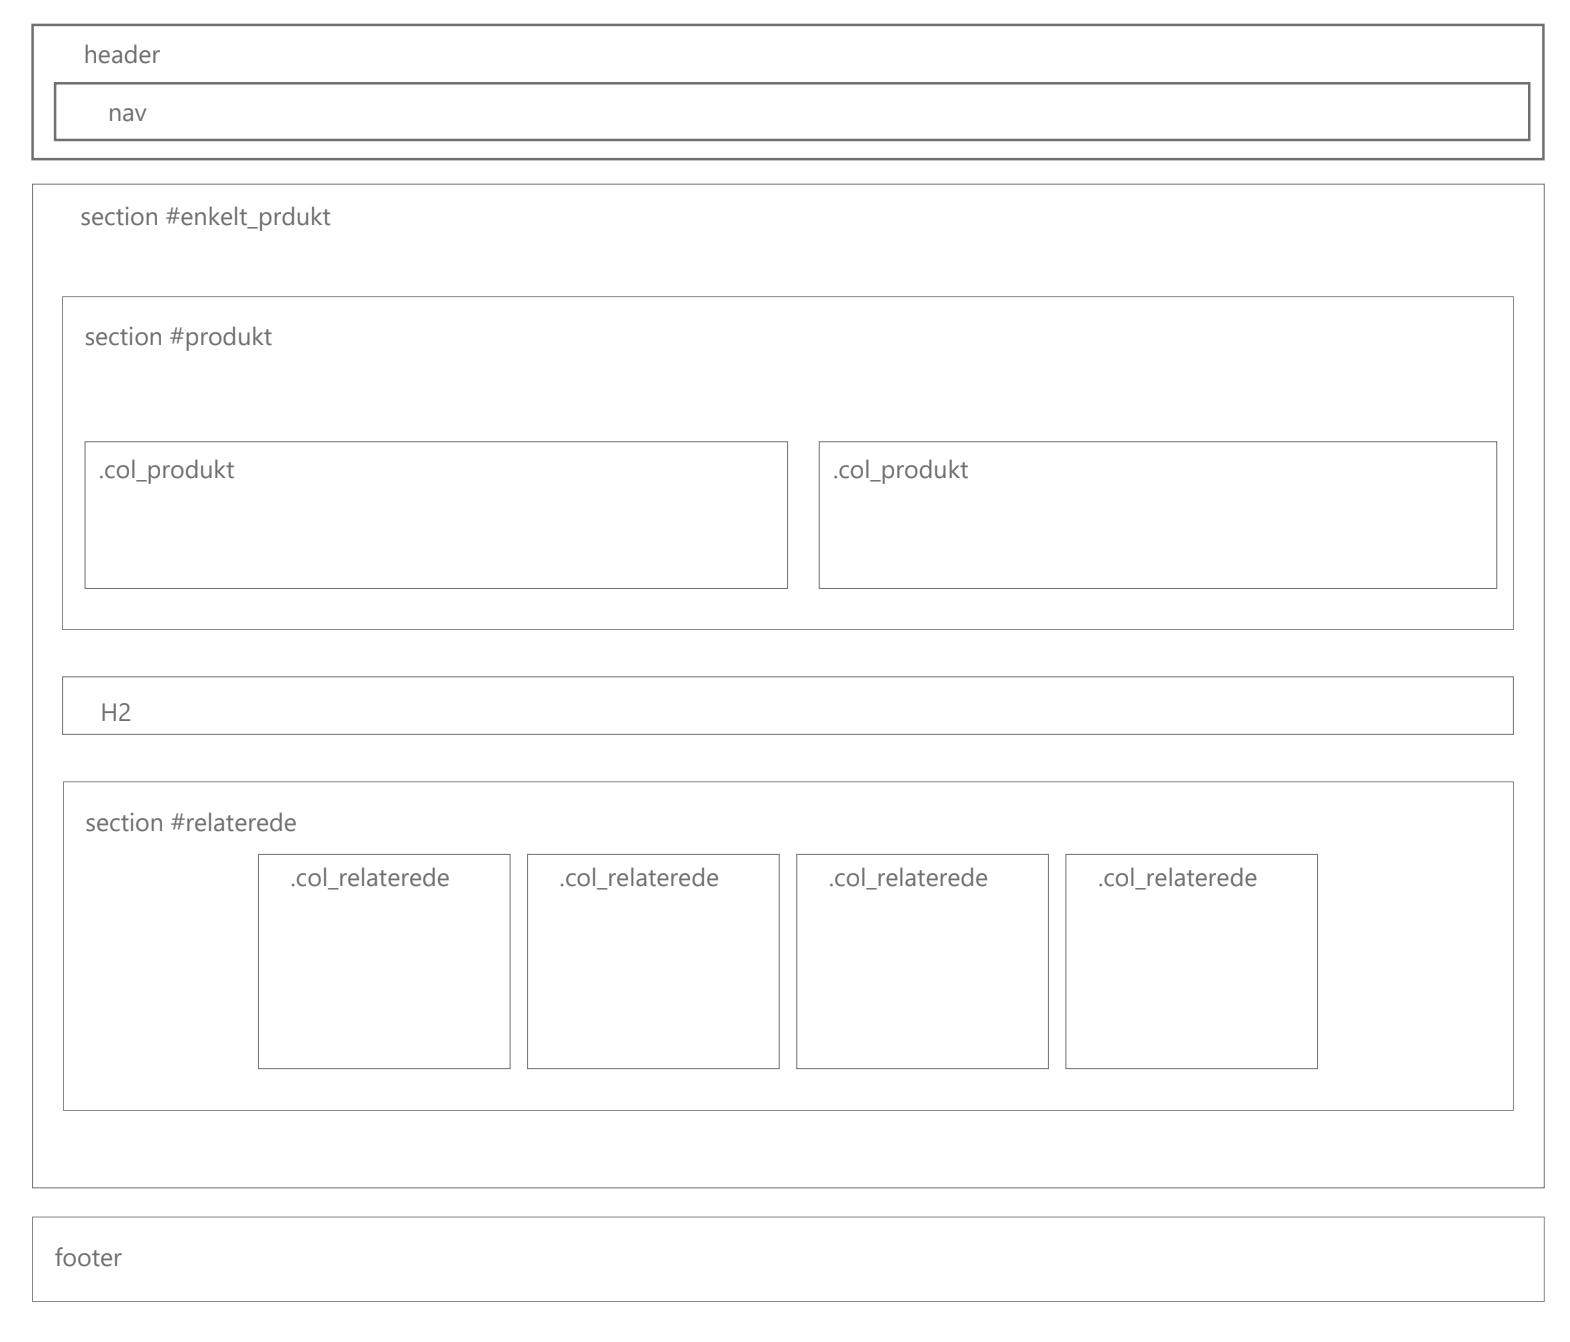 header
nav
section #enkelt_prdukt
section #produkt
.col_produkt
.col_produkt
H2
section #relaterede
.col_relaterede
.col_relaterede
.col_relaterede
.col_relaterede
footer